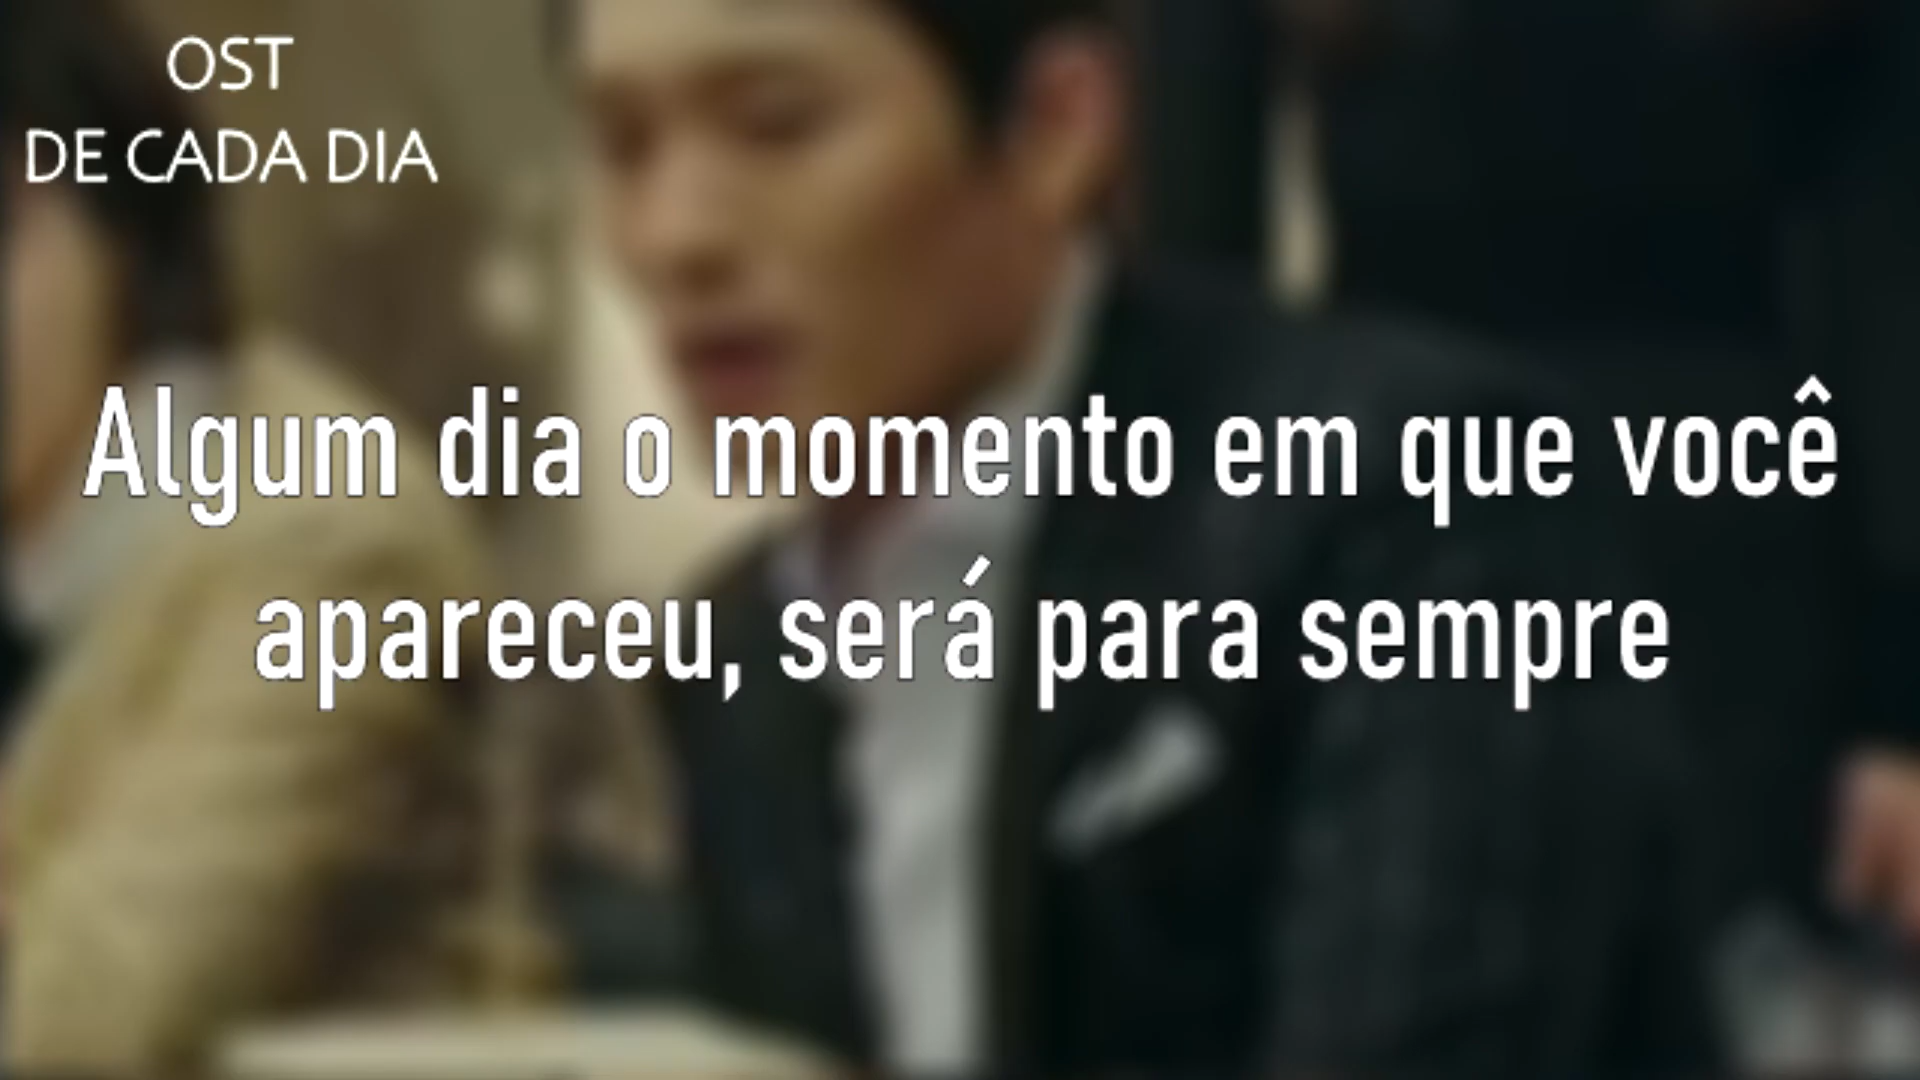 OST
DE CADA DIA
Algum dia o momento em que você
apareceu, será para sempre